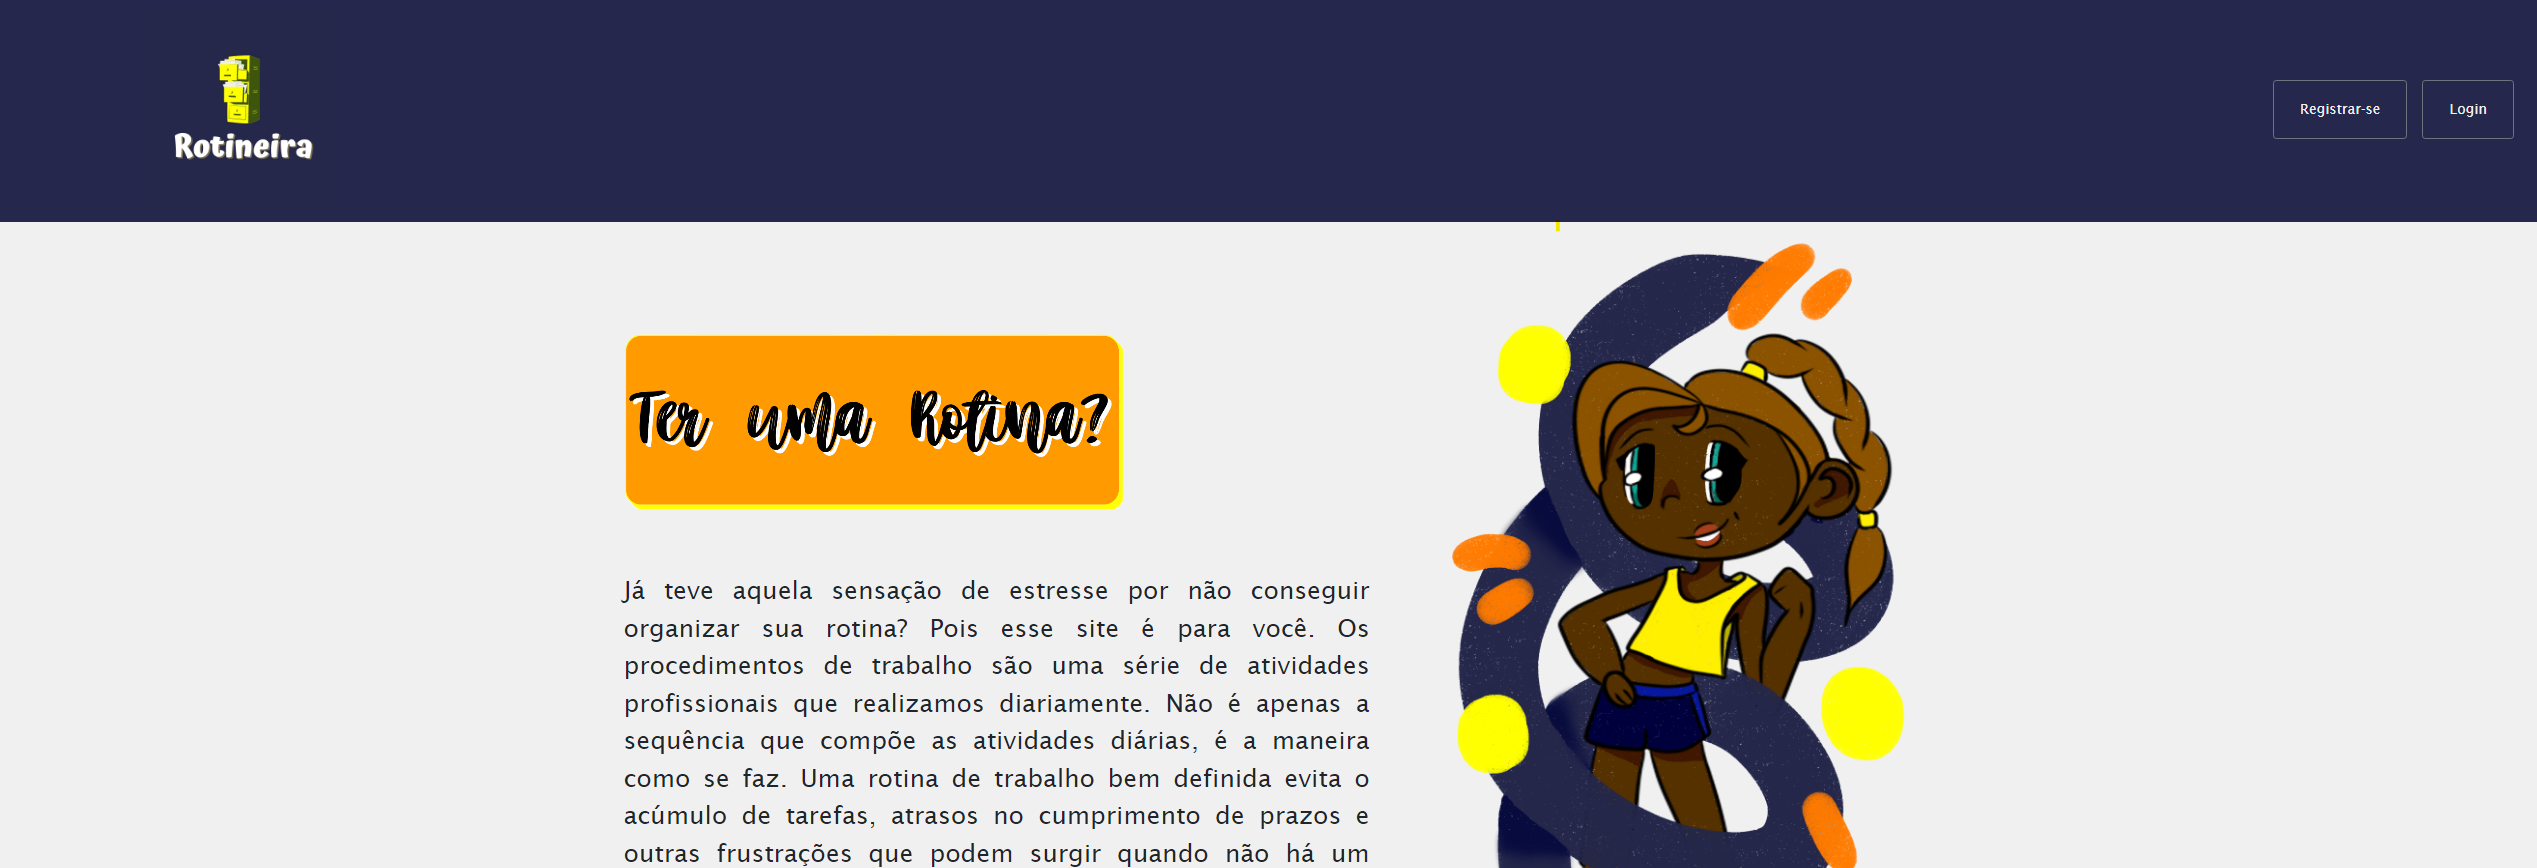 Rotineira
Registrar-se
Login
Ter uma Rotina?
Já teve aquela sensação de estresse por não conseguir
organizar sua rotina? Pois esse site é para você. Os
procedimentos de trabalho são uma série de atividades
profissionais que realizamos diariamente. Não é apenas a
sequência que compõe as atividades diárias, é a maneira
como se faz. Uma rotina de trabalho bem definida evita o
acúmulo de tarefas, atrasos no cumprimento de prazos e
outras frustrações que podem surgir quando não há um